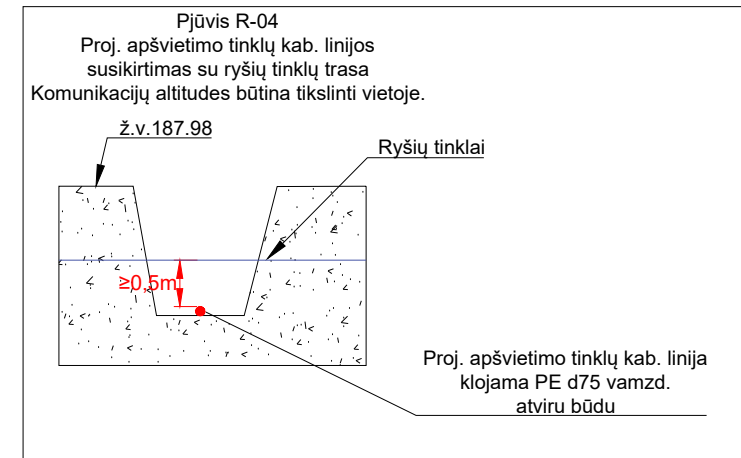 Pjūvis R-04
Proj. apšvietimo tinklų kab. linijos
susikirtimas su ryšių tinklų trasa
Komunikacijų altitudes būtina tikslinti vietoje.
ž.v.187.98
Ryšių tinklai
≥0,5m
Proj. apšvietimo tinklų kab. linija
klojama PE d75 vamzd.
atviru būdu